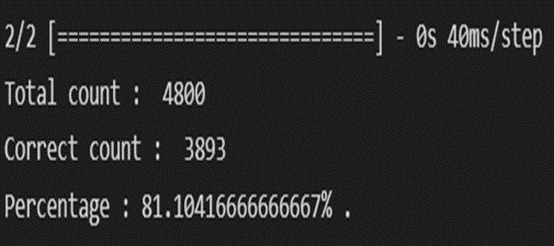 2/2 [==============================] - 0s 40ms/step
Total count :  4800
Correct count :  3893
Percentage : 81.10416666666667% .